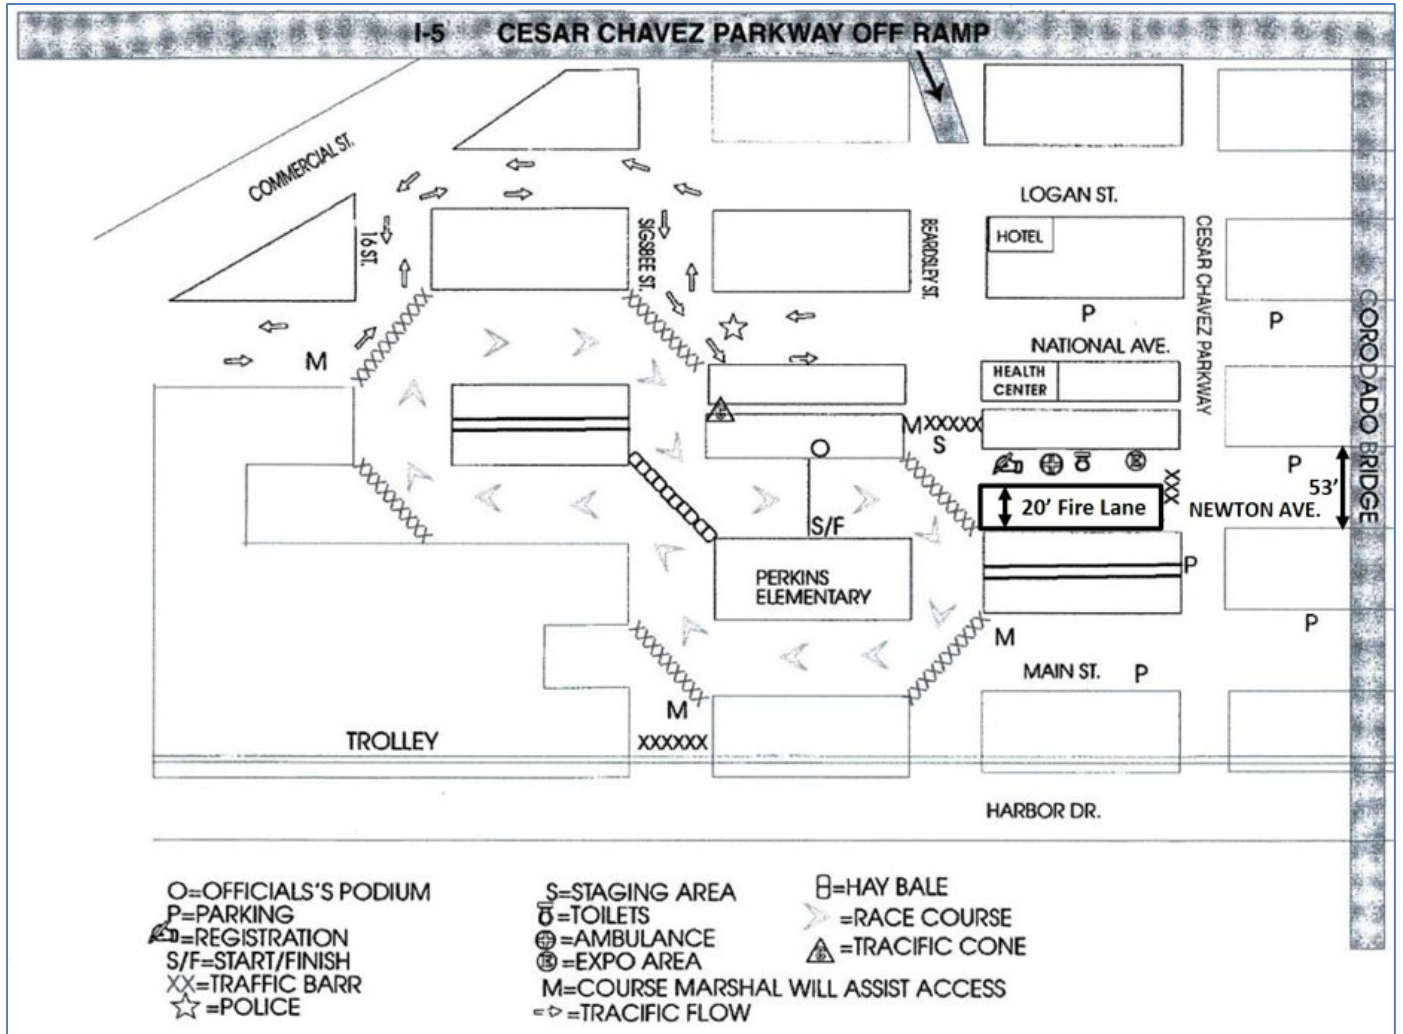 I-5 CESAR CHAVEZ PARKWAY OFF RAMP
COMMERCIAL ST.
LOGAN ST.
16 ST.
SIGSBEE ST.
BEARDSLEY ST.
HOTEL
CESAR CHAVEZ PARKWAY
CORODADO BRIDGE
P
P
M
NATIONAL AVE.
HEALTH
CENTER
M XXXXX
S
O
P
XXX
53'
20' Fire Lane
NEWTON AVE.
S/F
PERKINS
ELEMENTARY
P
P
M
MAIN ST. P
M
TROLLEY
XXXXXX
HARBOR DR.
O=OFFICIALS'S PODIUM
P=PARKING
=REGISTRATION
S/F=START/FINISH
XX=TRAFFIC BARR
=POLICE
S=STAGING AREA
=TOILETS
=AMBULANCE
=EXPO AREA
M=COURSE MARSHAL WILL ASSIST ACCESS
=TRACIFIC FLOW
=HAY BALE
=RACE COURSE
=TRACIFIC CONE